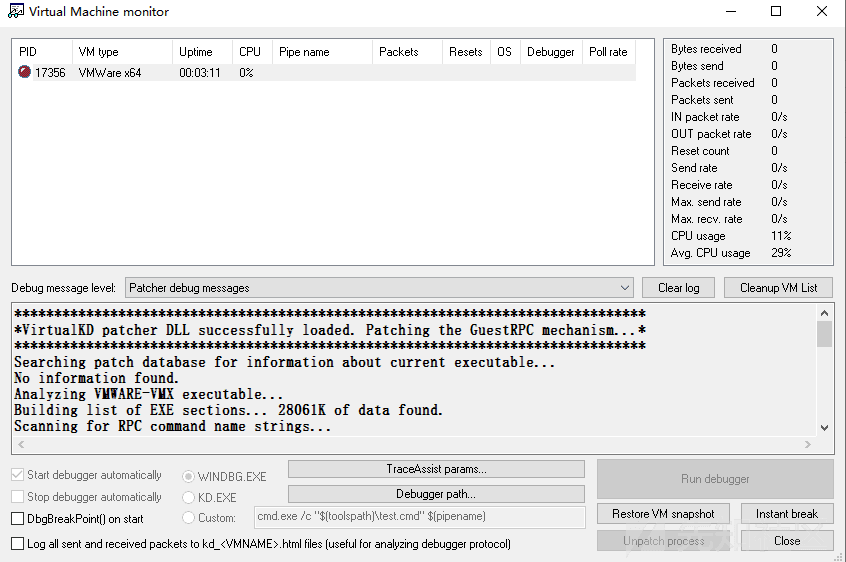 Virtual Machine monitor
PID VM type Uptime CPU Pipe name Packets Resets OS Debugger Poll rate
17356 VMWare x64 00:03:11 0%
Bytes received 0
Bytes send 0
Packets received 0
Packets sent 0
IN packet rate 0/s
OUT packet rate 0/s
Reset count 0
Send rate 0/s
Receive rate 0/s
Max. send rate 0/s
Max. recv. rate 0/s
CPU usage 11%
Avg. CPU usage 29%
Debug message level: Patcher debug messages Clear log Cleanup VM List
*******************************************************************************
*VirtualKD patcher DLL successfully loaded. Patching the GuestRPC mechanism...*
*******************************************************************************
Searching patch database for information about current executable...
No information found.
Analyzing VMWARE-VMX executable...
Building list of EXE sections... 28061K of data found.
Scanning for RPC command name strings...
Start debugger automatically WINDBG.EXE TraceAssist params... Run debugger
Stop debugger automatically KD.EXE Debugger path...
DbgBreakPoint() on start Custom: cmd.exe /c "$(toolspath)\test.cmd" $(pipename) Restore VM snapshot Instant break
Log all sent and received packets to kd_<VMNAME>.html files (useful for analyzing debugger protocol) Unpatch process Close